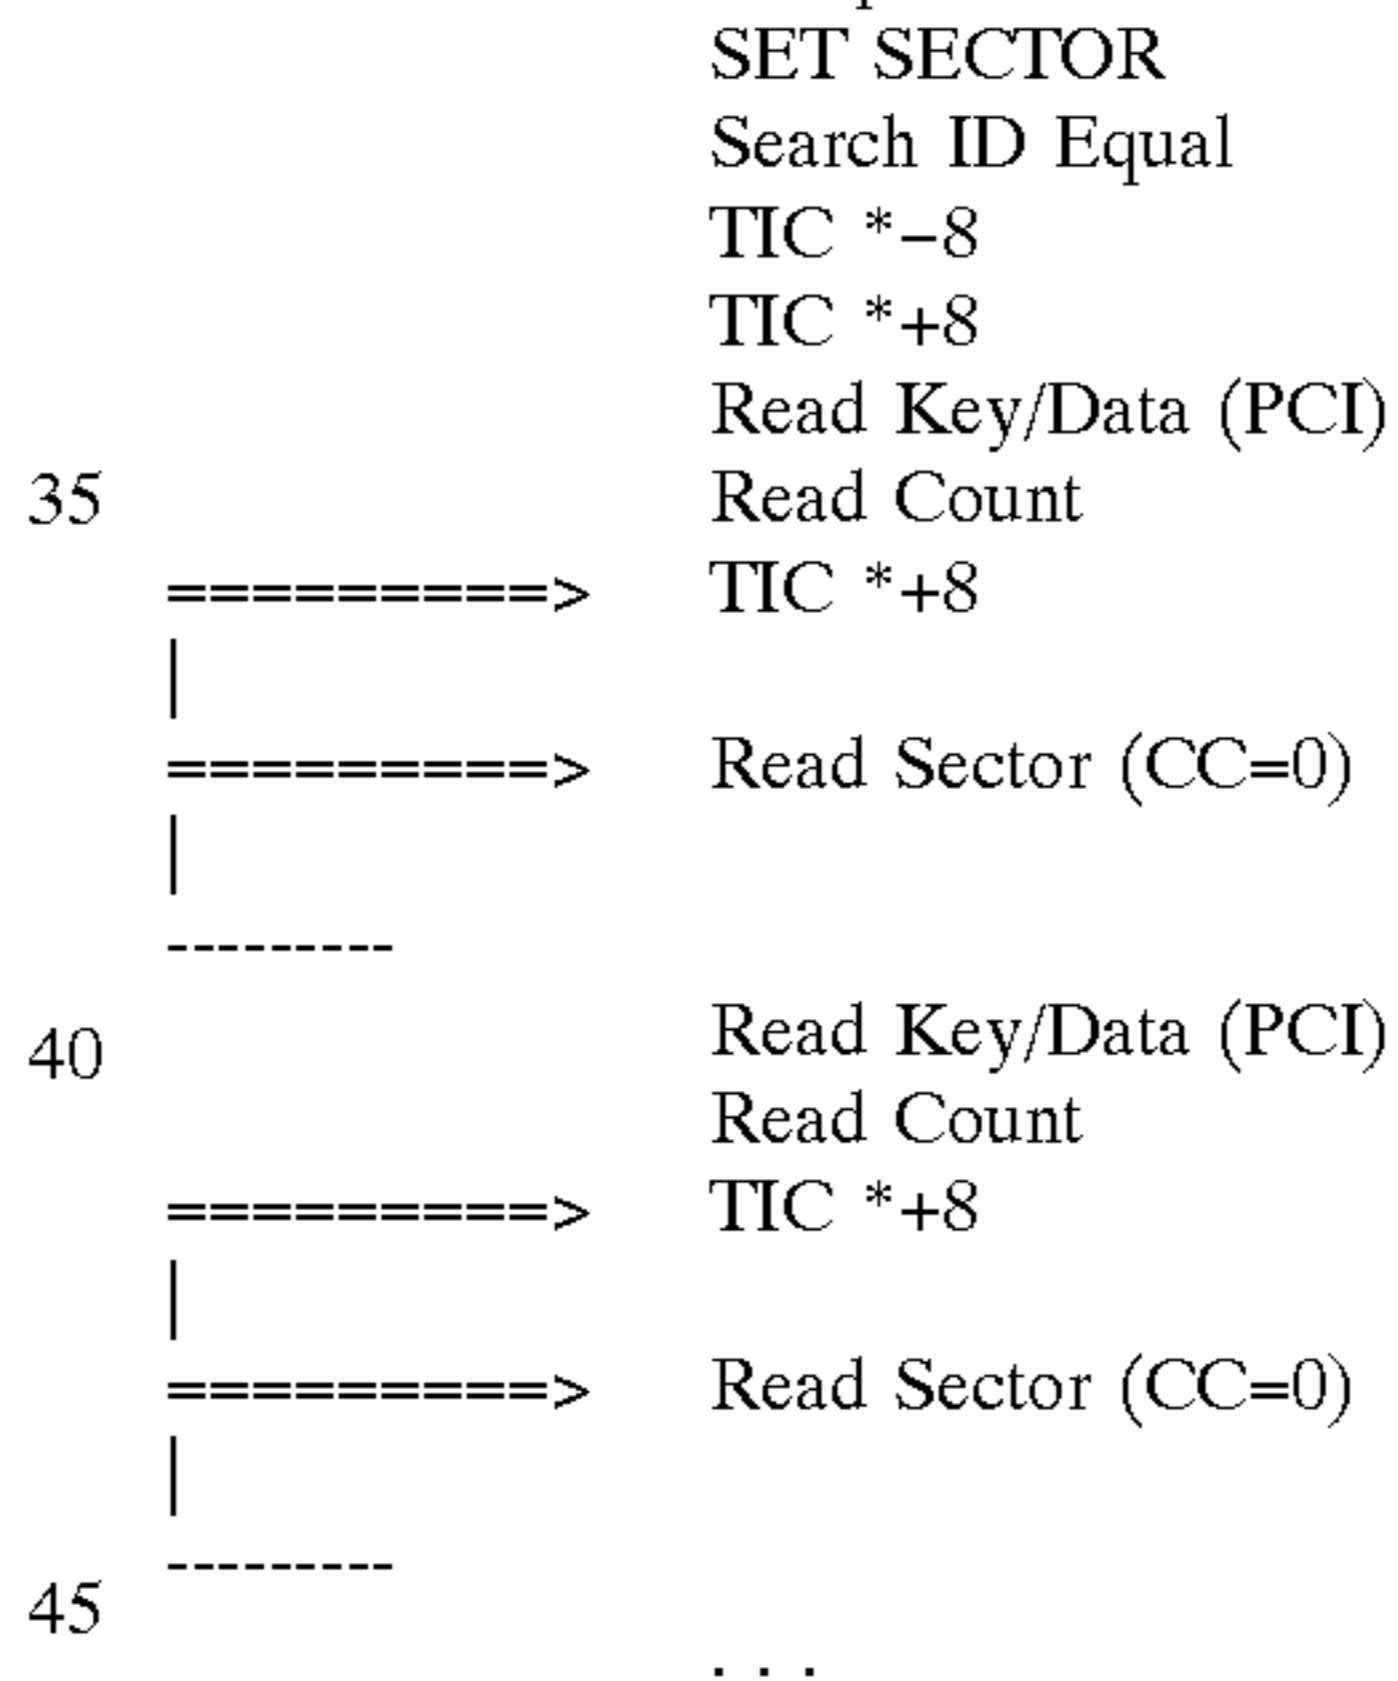 SET SECTOR
Search ID Equal
TIC *–8
TIC *+8
Read Key/Data (PCI)
35 Read Count
=========> TIC *+8
|
=========> Read Sector (CC=0)
|
---------
40 Read Key/Data (PCI)
Read Count
=========> TIC *+8
|
=========> Read Sector (CC=0)
|
---------
45
. . .